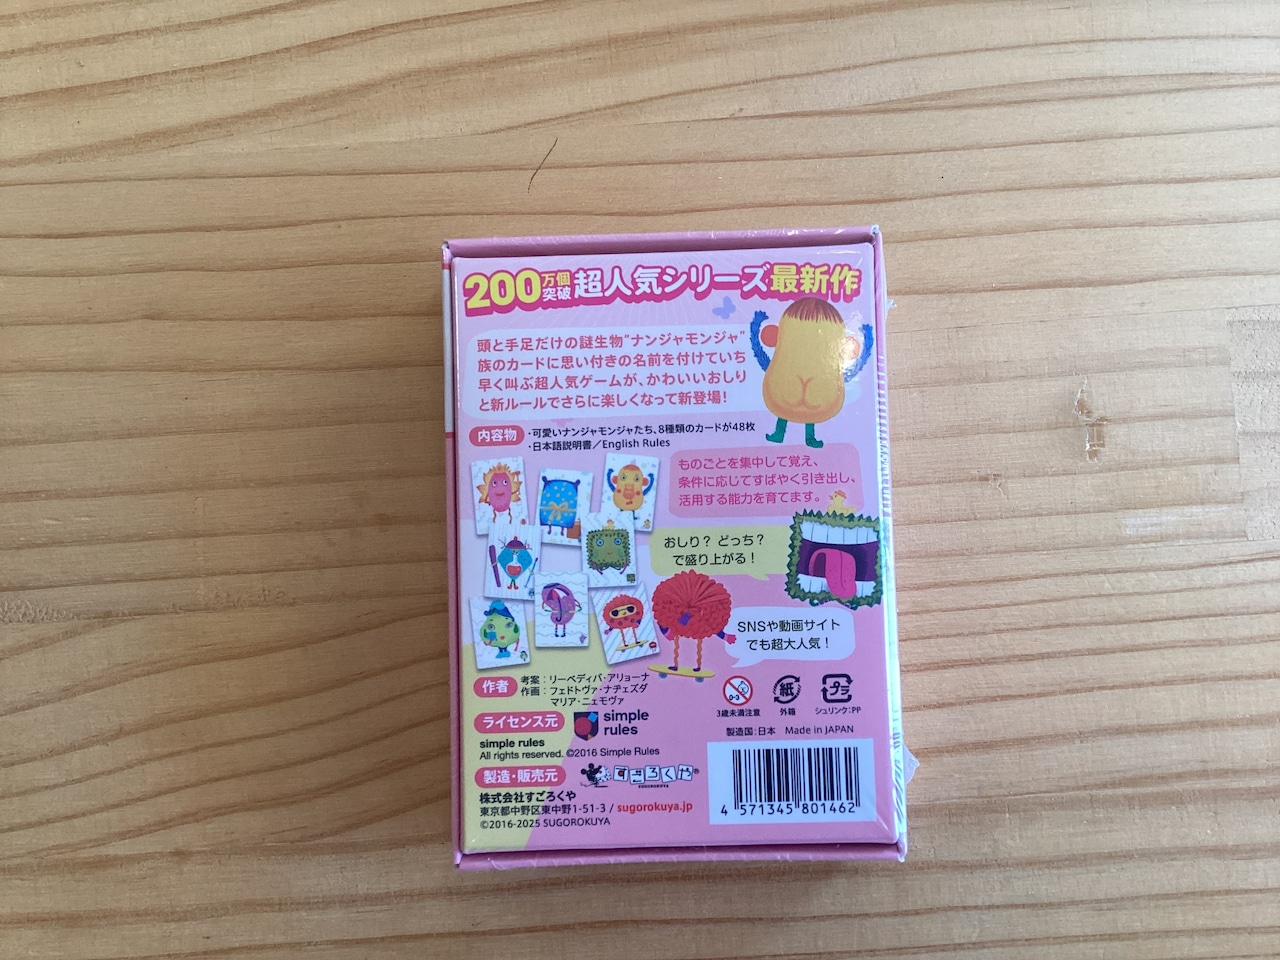 200万個突破超人気シリーズ最新作
頭と手足だけの謎生物"ナンジャモンジャ"
族のカードに思い付きの名前を付けていち
早く叫ぶ超人気ゲームが、かわいいおしり
と新ルールでさらに楽しくなって新登場!
内容物
・可愛いナンジャモンジャたち、8種類のカードが48枚
・日本語説明書/English Rules
ものごとを集中して覚え、
条件に応じてすばやく引き出し、
活用する能力を育てます。
おしり? どっち?
で盛り上がる!
SNSや動画サイト
でも超大人気!
作者
考案:リーベディバ・アリョーナ
作画:フェドトヴァ・ナヂェズダ
マリア・ニェモヴァ
0-3
3歳未満注意
紙
外箱
プラ
シュリンク:PP
ライセンス元
simple
rules
製造国:日本 Made in JAPAN
simple rules
All rights reserved. ©2016 Simple Rules
製造・販売元
すごろくや®
SUGOROKUYA
株式会社すごろくや
東京都中野区東中野1-51-3 / sugorokuya.jp
©2016-2025 SUGOROKUYA
4 571345 801462